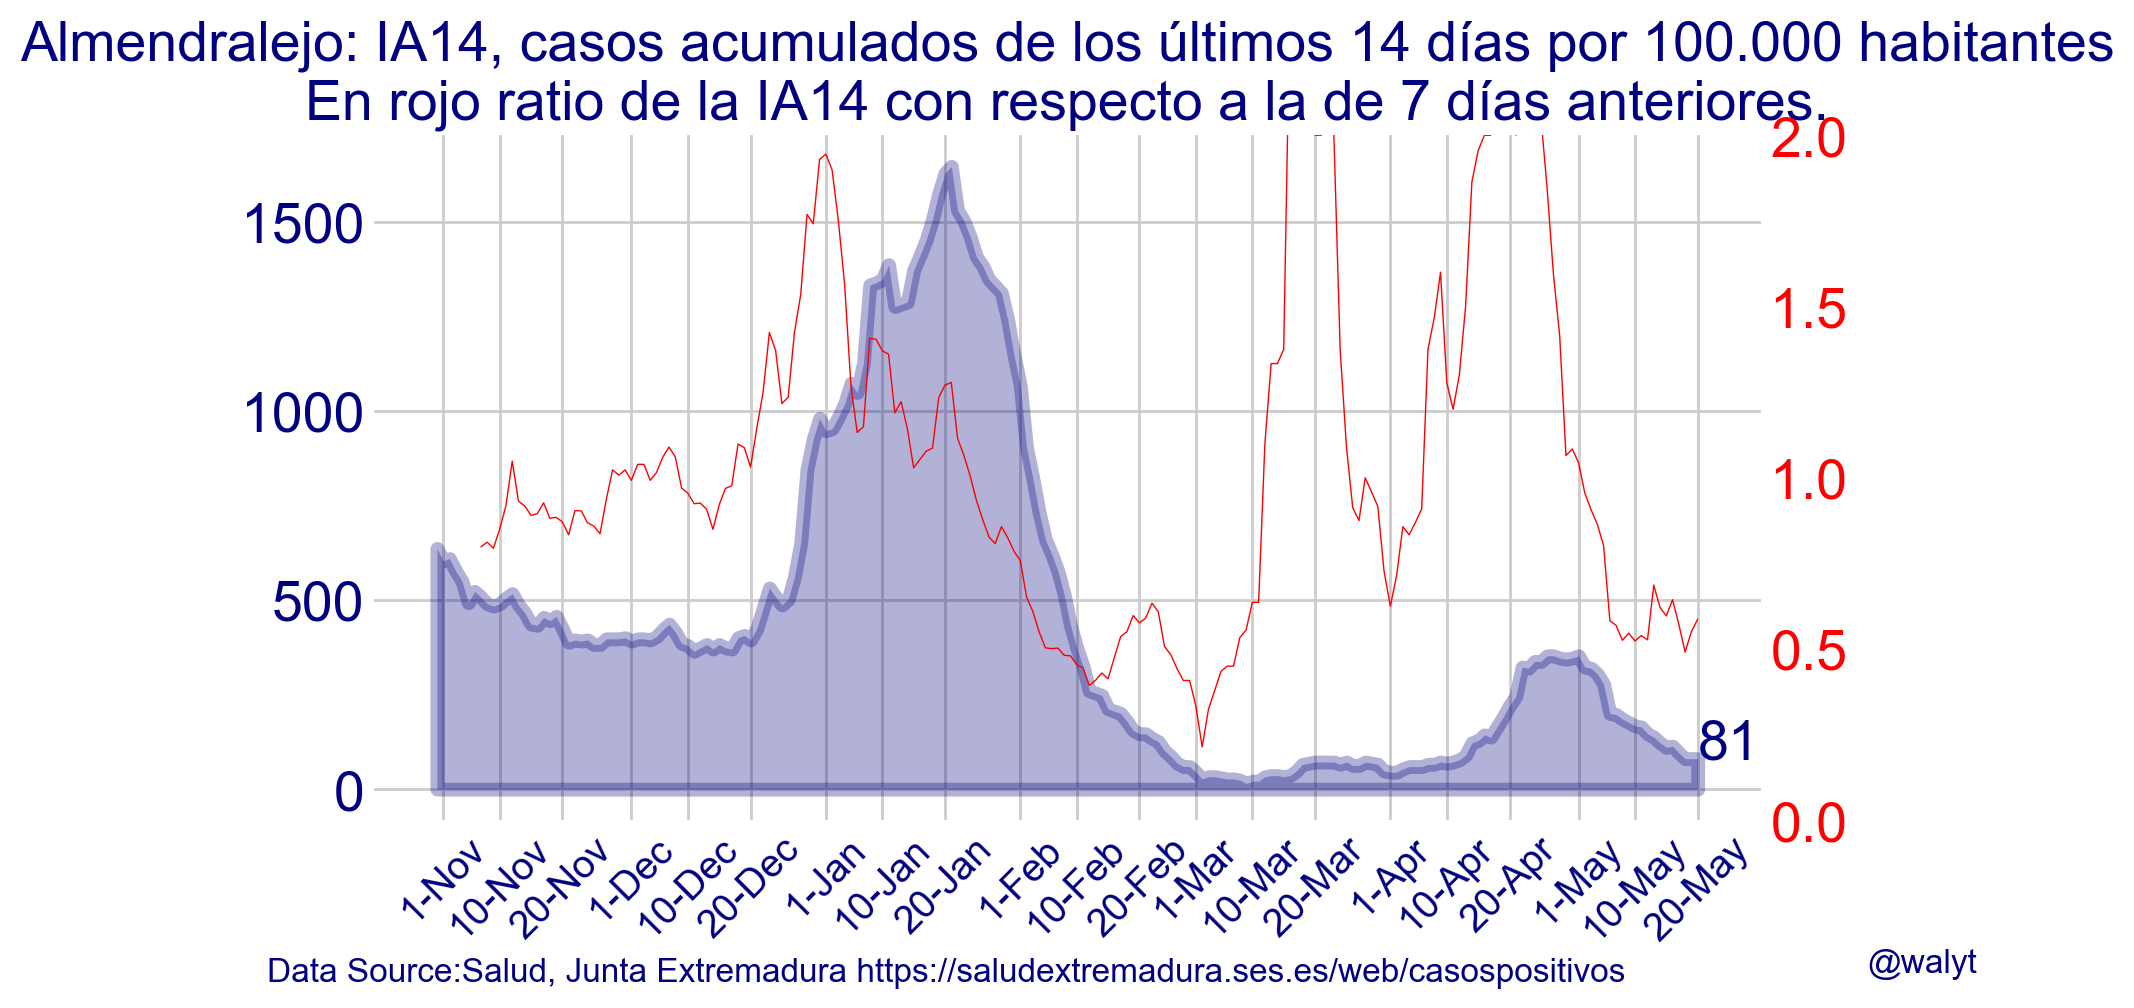 Almendralejo: IA14, casos acumulados de los últimos 14 días por 100.000 habitantes
En rojo ratio de la IA14 con respecto a la de 7 días anteriores.
2.0
1500
1.5
1000
1.0
500
0.5
81
0
0.0
1-Nov
10-Nov
20-Nov
1-Dec
10-Dec
20-Dec
1-Jan
10-Jan
20-Jan
1-Feb
10-Feb
20-Feb
1-Mar
10-Mar
20-Mar
1-Apr
10-Apr
20-Apr
1-May
10-May
20-May
Data Source:Salud, Junta Extremadura https://saludextremadura.ses.es/web/casospositivos
@walyt